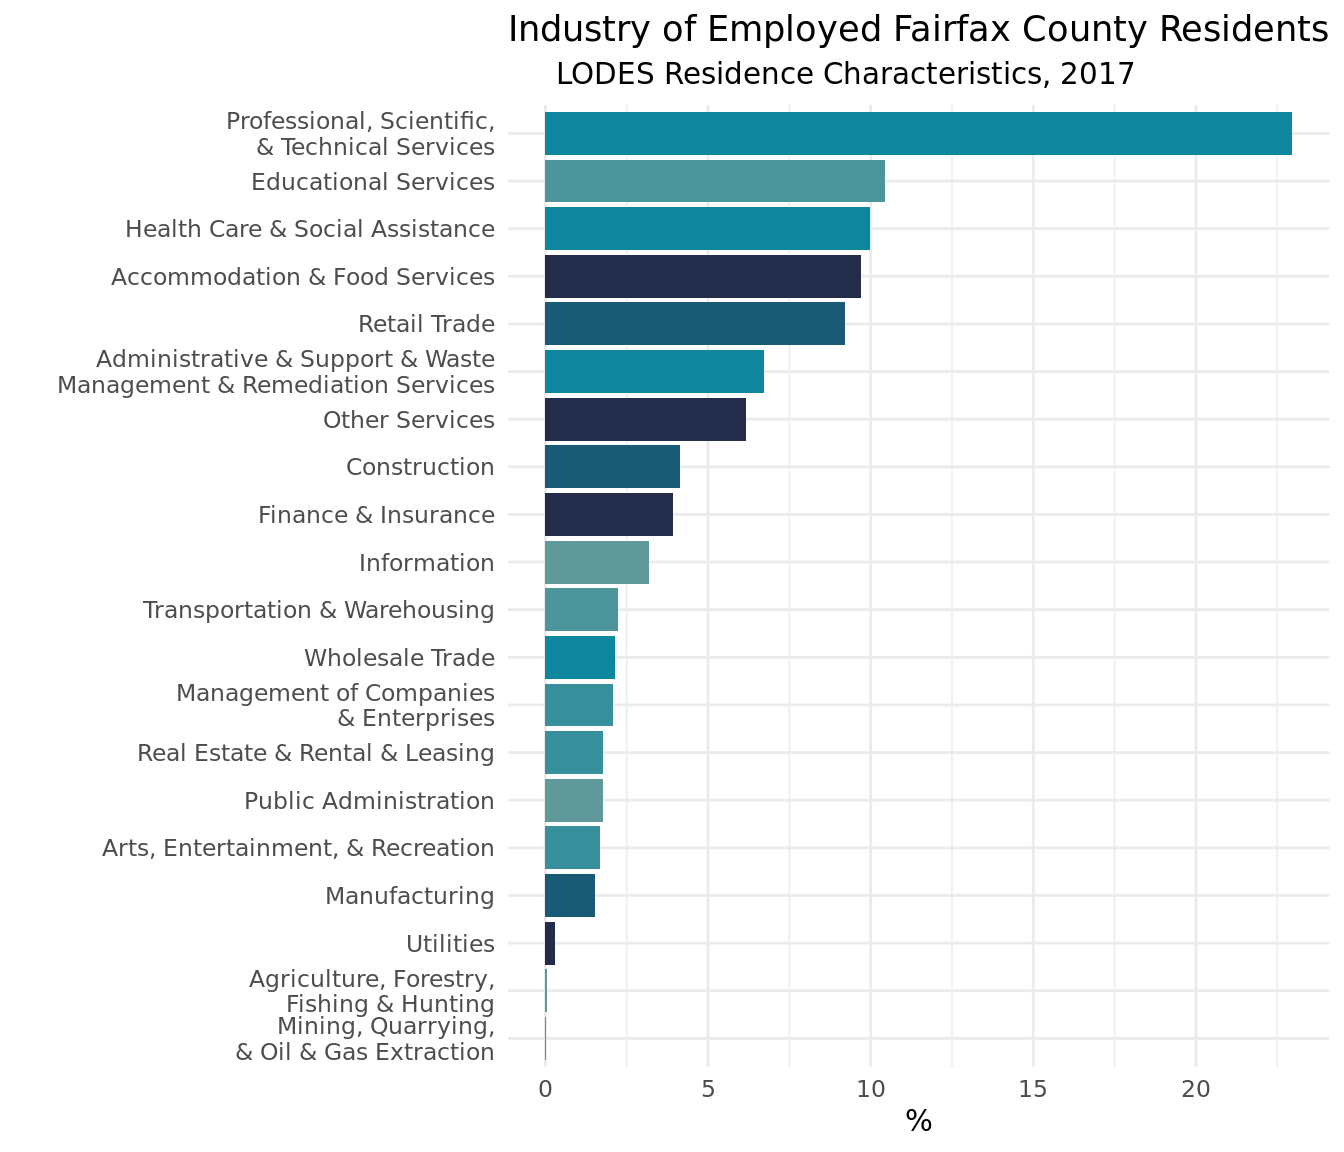 Industry of Employed Fairfax County Residents
LODES Residence Characteristics, 2017
Professional, Scientific,
& Technical Services
Educational Services
Health Care & Social Assistance
Accommodation & Food Services
Retail Trade
Administrative & Support & Waste
Management & Remediation Services
Other Services
Construction
Finance & Insurance
Information
Transportation & Warehousing
Wholesale Trade
Management of Companies
& Enterprises
Real Estate & Rental & Leasing
Public Administration
Arts, Entertainment, & Recreation
Manufacturing
Utilities
Agriculture, Forestry,
Fishing & Hunting
Mining, Quarrying,
& Oil & Gas Extraction
0 5 10 15 20
%